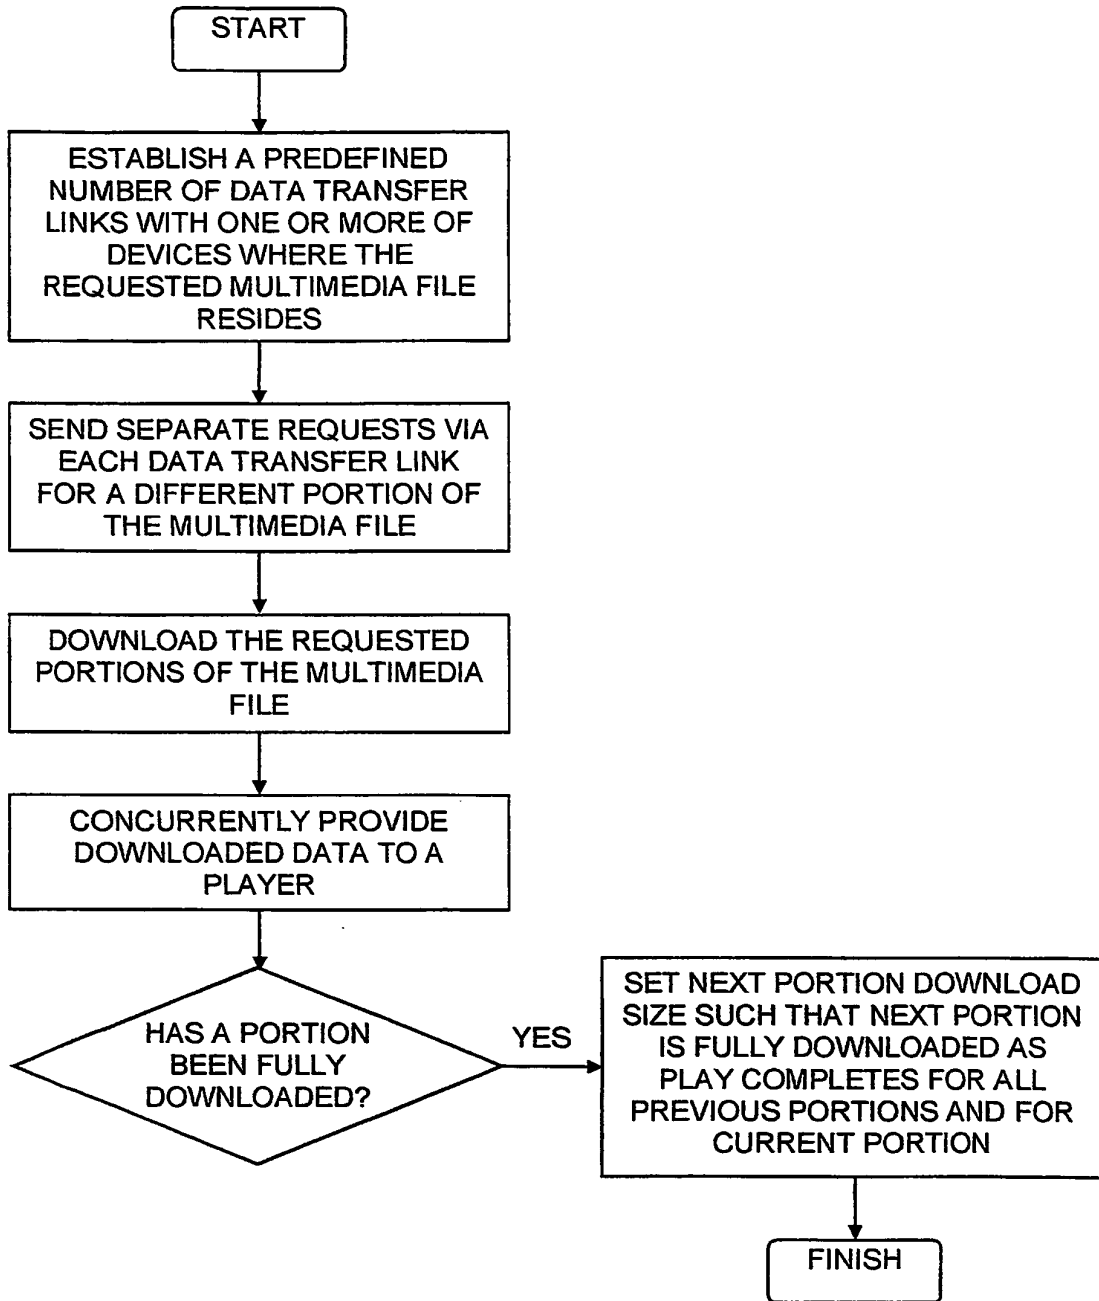 START
ESTABLISH A PREDEFINED
NUMBER OF DATA TRANSFER
LINKS WITH ONE OR MORE OF
DEVICES WHERE THE
REQUESTED MULTIMEDIA FILE
RESIDES
SEND SEPARATE REQUESTS VIA
EACH DATA TRANSFER LINK
FOR A DIFFERENT PORTION OF
THE MULTIMEDIA FILE
DOWNLOAD THE REQUESTED
PORTIONS OF THE MULTIMEDIA
FILE
CONCURRENTLY PROVIDE
DOWNLOADED DATA TO A
PLAYER
HAS A PORTION
BEEN FULLY
DOWNLOADED?
YES
SET NEXT PORTION DOWNLOAD
SIZE SUCH THAT NEXT PORTION
IS FULLY DOWNLOADED AS
PLAY COMPLETES FOR ALL
PREVIOUS PORTIONS AND FOR
CURRENT PORTION
FINISH